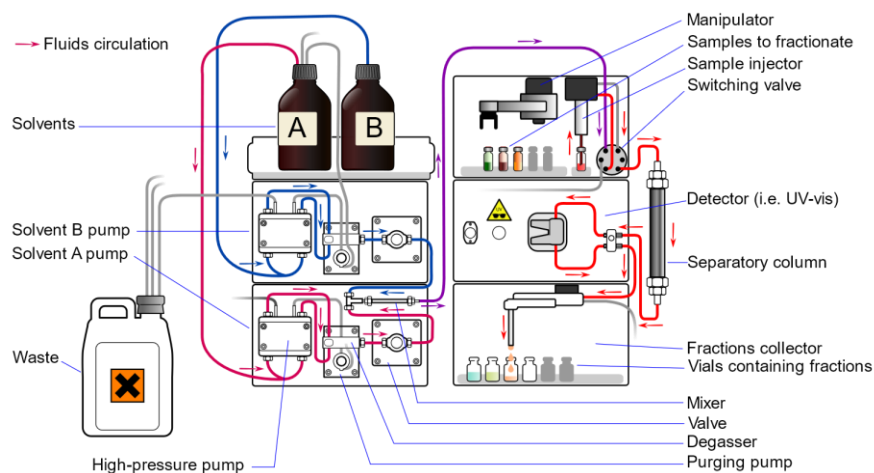 Fluids circulation
Solvents
A
B
Solvent B pump
Solvent A pump
Waste
High-pressure pump
Manipulator
Samples to fractionate
Sample injector
Switching valve
UV
Detector (i.e. UV-vis)
Separatory column
Fractions collector
Vials containing fractions
Mixer
Valve
Degasser
Purging pump